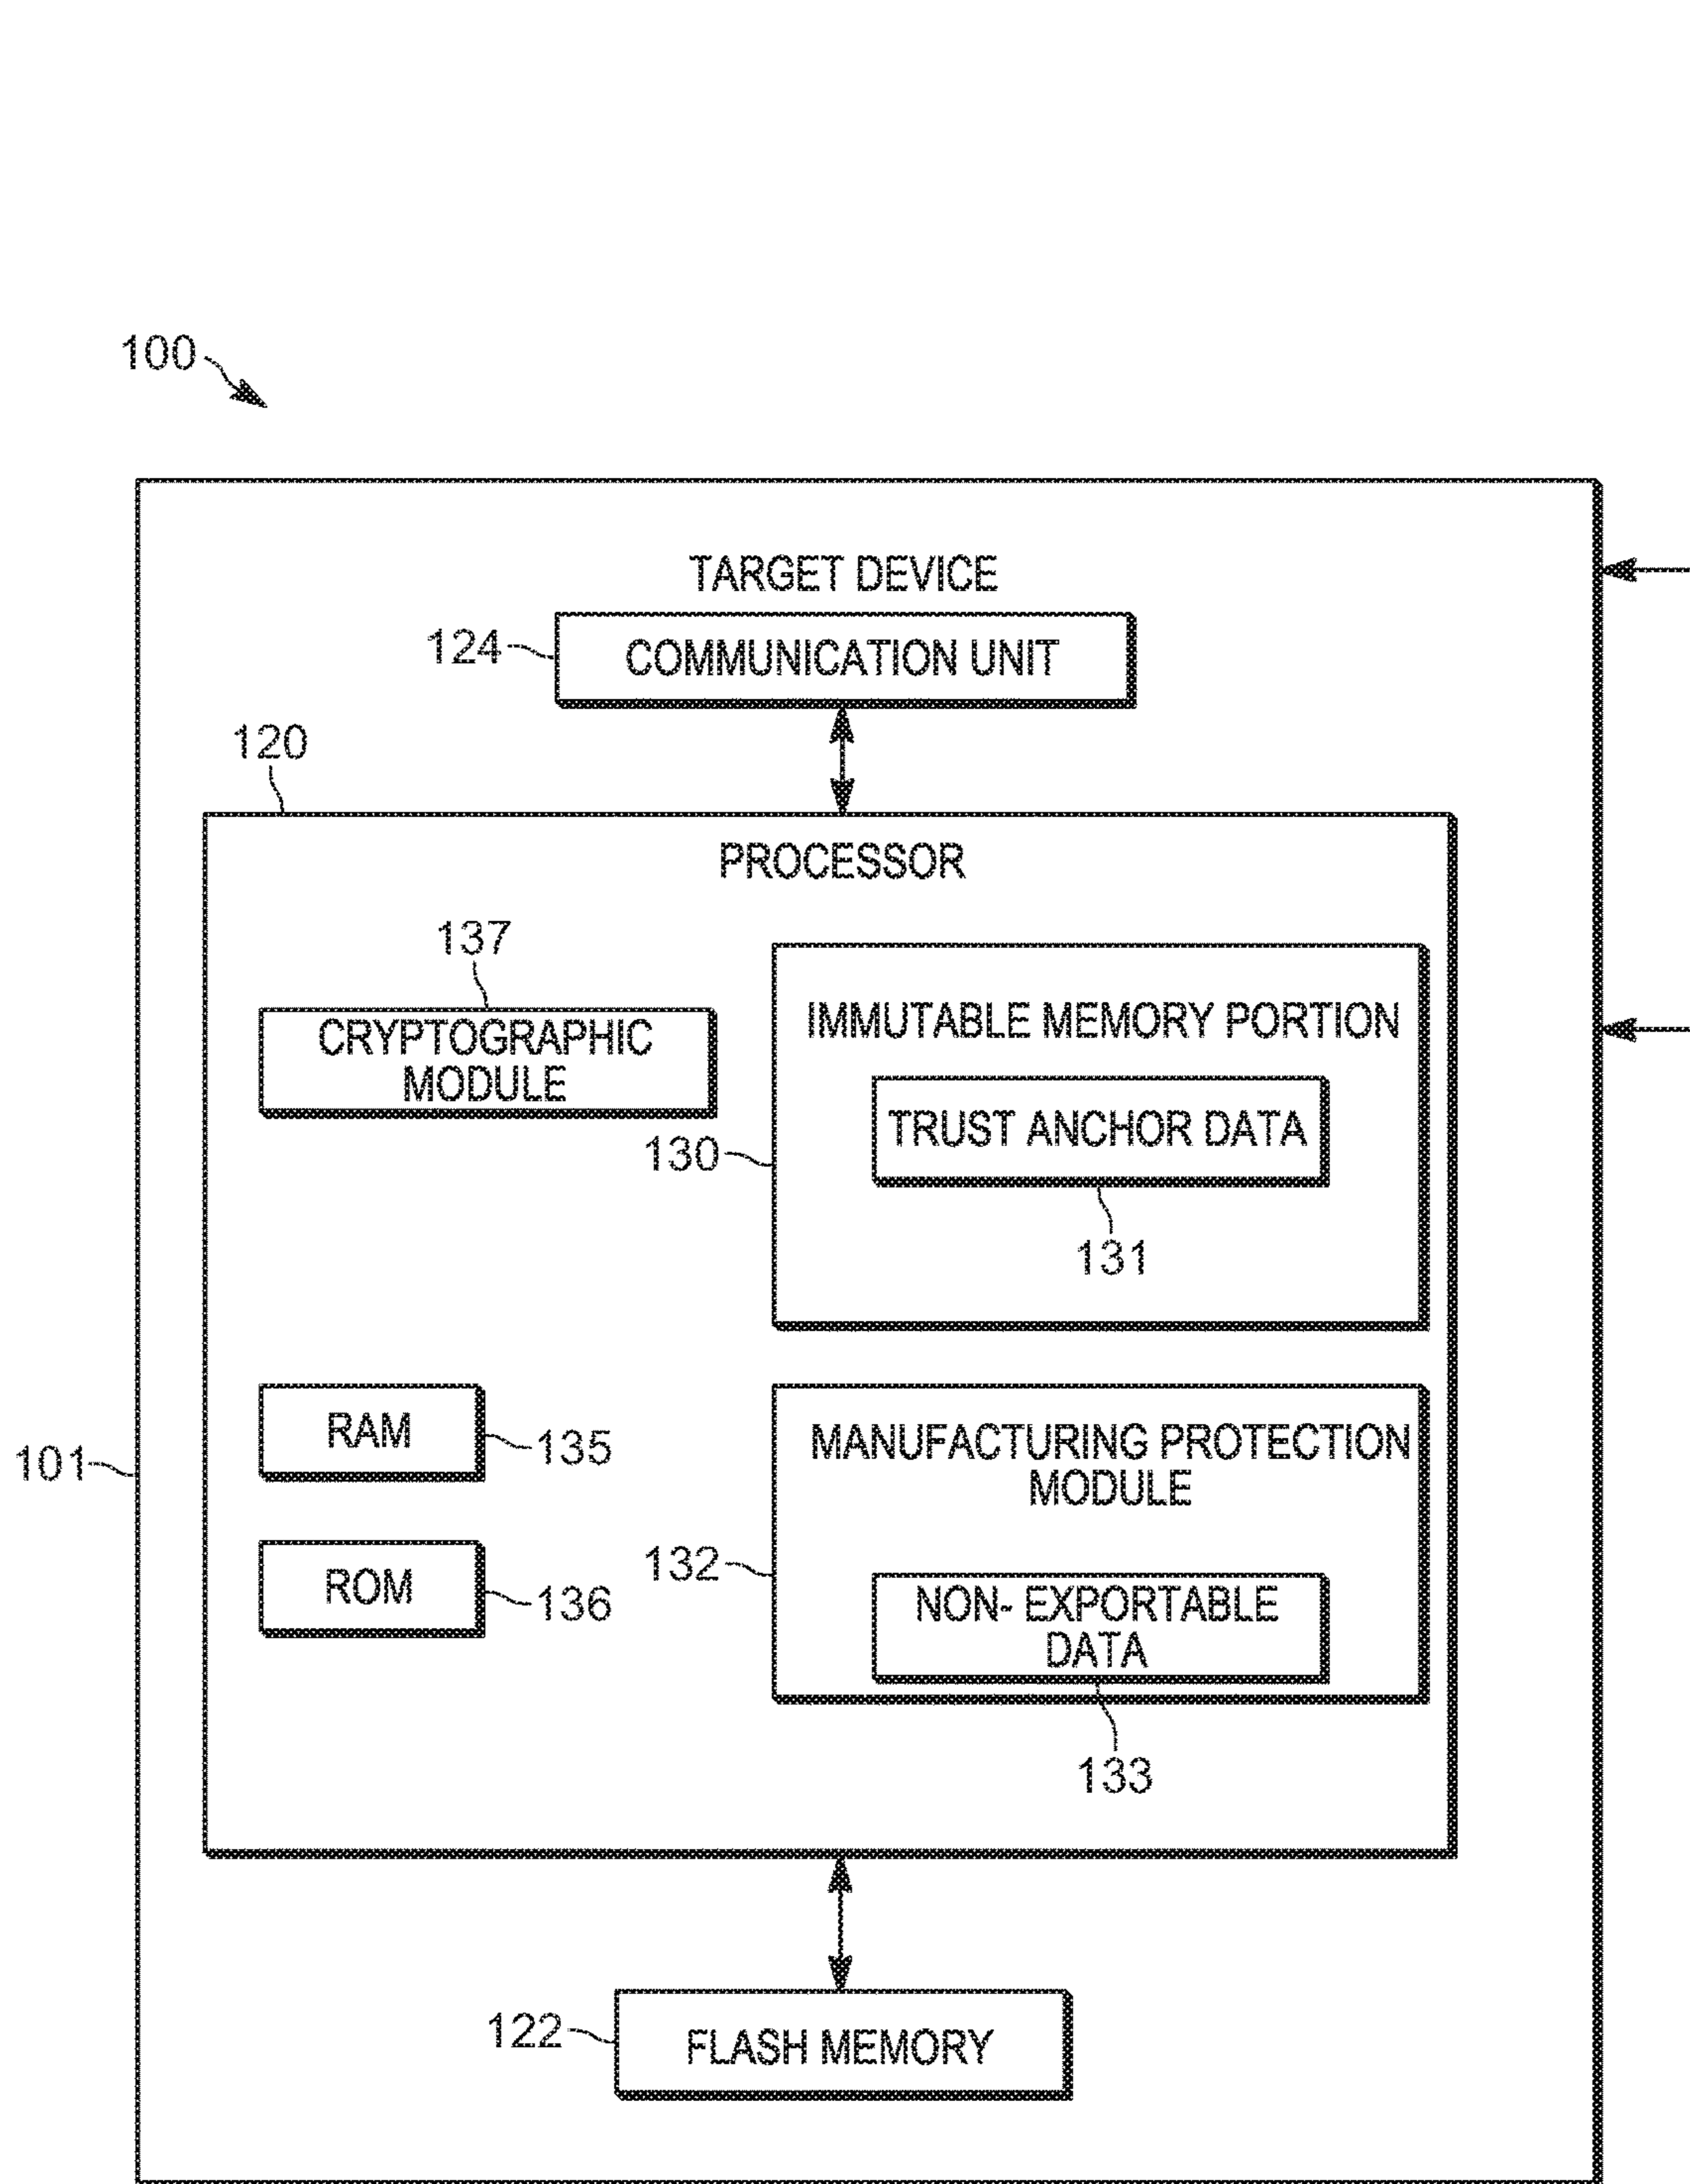 100
TARGET DEVICE
124
COMMUNICATION UNIT
120
PROCESSOR
137
CRYPTOGRAPHIC
MODULE
IMMUTABLE MEMORY PORTION
130
TRUST ANCHOR DATA
131
RAM
135
101
MANUFACTURING PROTECTION
MODULE
ROM
136
132
NON- EXPORTABLE
DATA
133
122
FLASH MEMORY